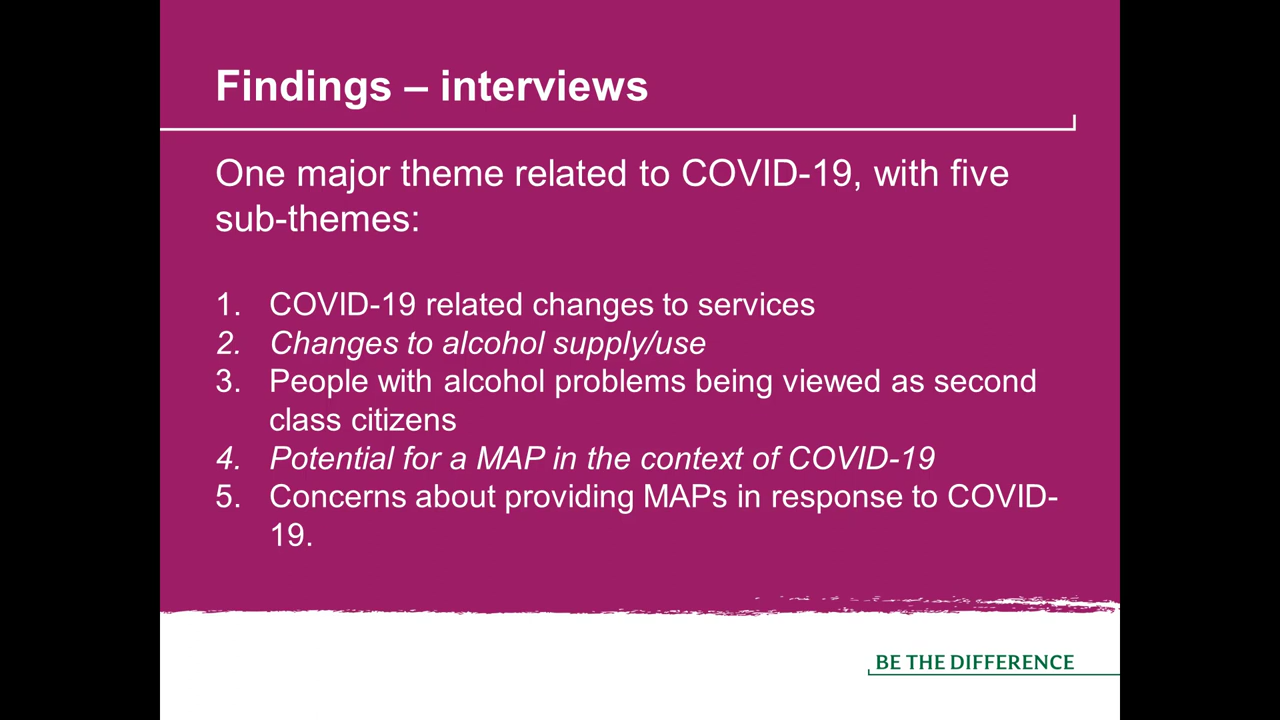 Findings – interviews
One major theme related to COVID-19, with five
sub-themes:
1. COVID-19 related changes to services
2. Changes to alcohol supply/use
3. People with alcohol problems being viewed as second
class citizens
4. Potential for a MAP in the context of COVID-19
5. Concerns about providing MAPs in response to COVID-
19.
BE THE DIFFERENCE